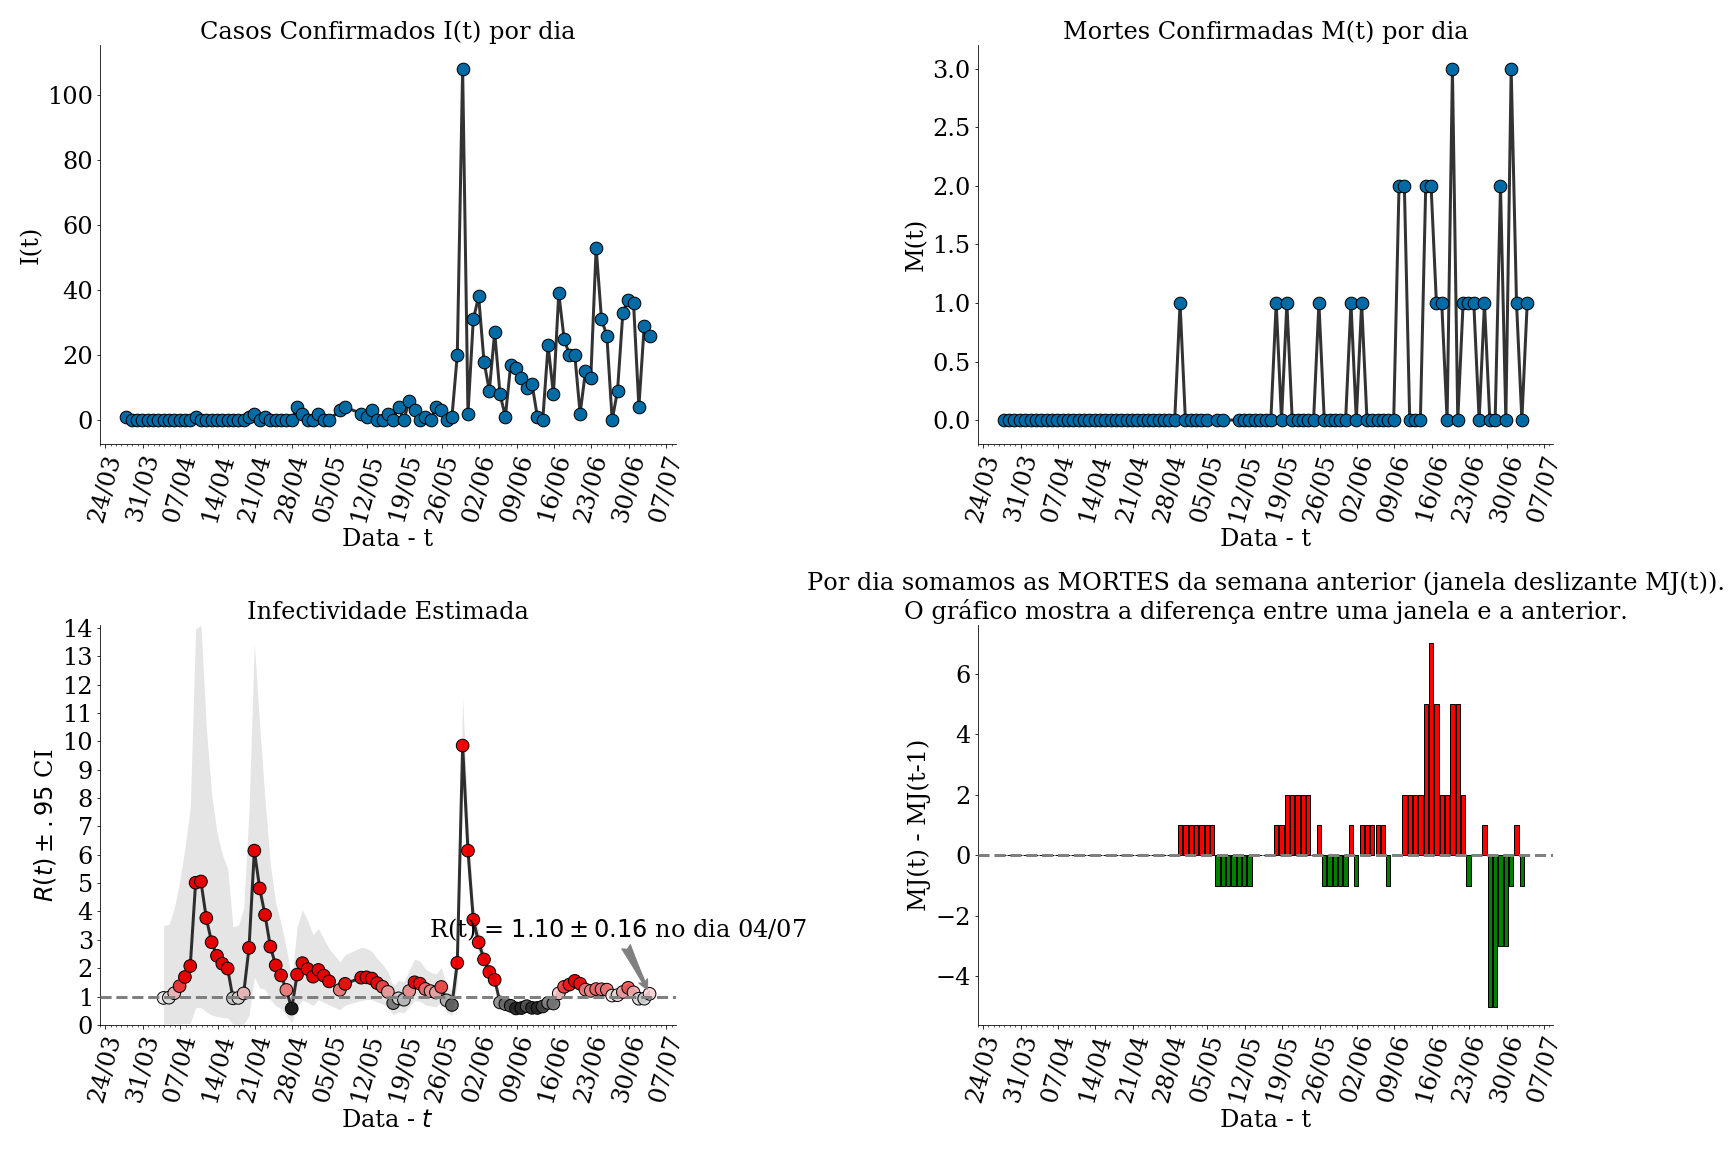 Casos Confirmados I(t) por dia
I(t)
100
80
60
40
20
0
24/03 31/03 07/04 14/04 21/04 28/04 05/05 12/05 19/05 26/05 02/06 09/06 16/06 23/06 30/06 07/07
Data - t
Mortes Confirmadas M(t) por dia
M(t)
3.0
2.5
2.0
1.5
1.0
0.5
0.0
24/03 31/03 07/04 14/04 21/04 28/04 05/05 12/05 19/05 26/05 02/06 09/06 16/06 23/06 30/06 07/07
Data - t
Infectividade Estimada
R(t) ± .95 CI
14
13
12
11
10
9
8
7
6
5
4
3
2
1
0
R(t) = 1.10 ± 0.16 no dia 04/07
24/03 31/03 07/04 14/04 21/04 28/04 05/05 12/05 19/05 26/05 02/06 09/06 16/06 23/06 30/06 07/07
Data - t
Por dia somamos as MORTES da semana anterior (janela deslizante MJ(t)).
O gráfico mostra a diferença entre uma janela e a anterior.
MJ(t) - MJ(t-1)
6
4
2
0
−2
−4
24/03 31/03 07/04 14/04 21/04 28/04 05/05 12/05 19/05 26/05 02/06 09/06 16/06 23/06 30/06 07/07
Data - t